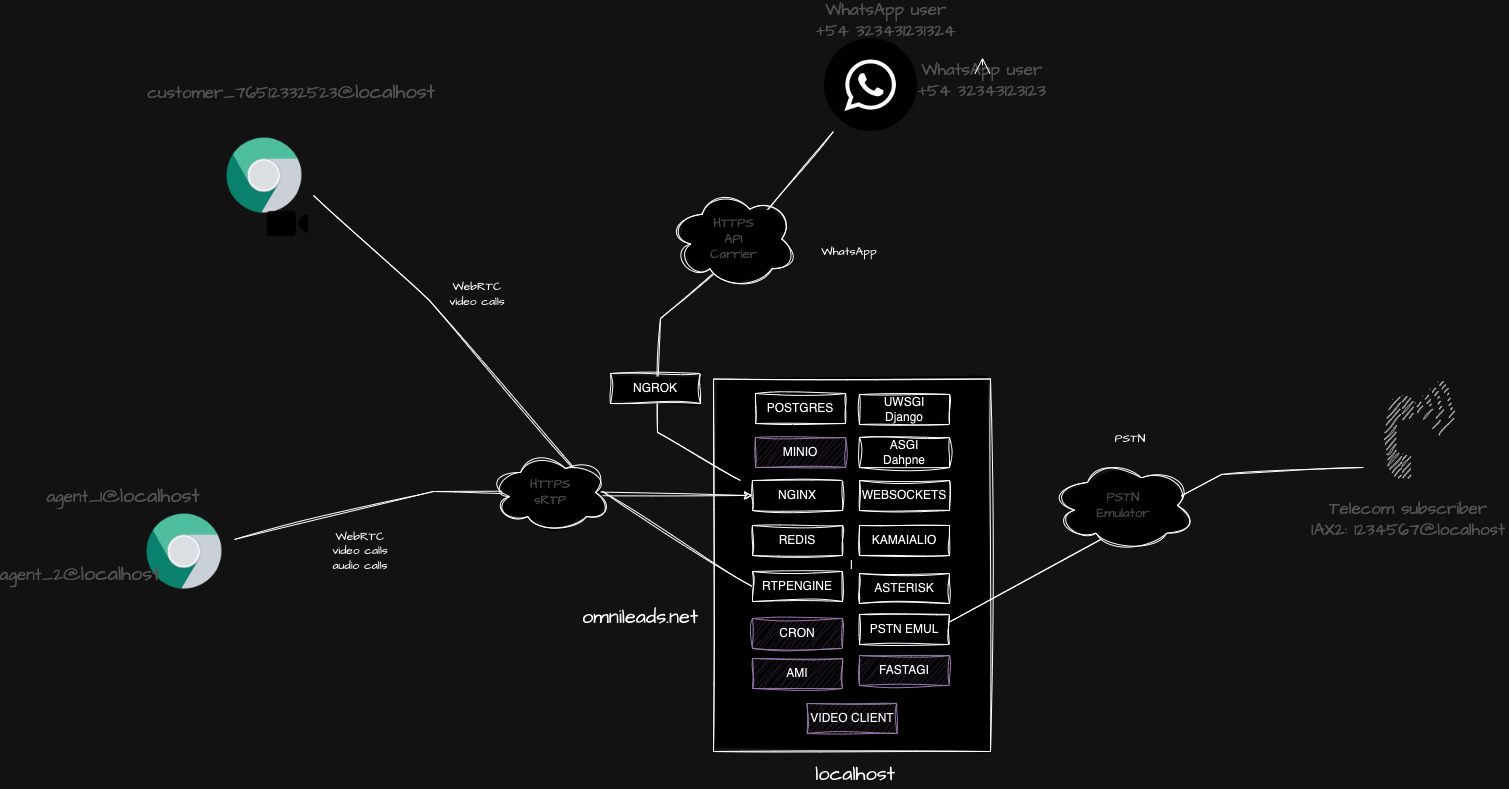 WhatsApp user
+54 323431231324
WhatsApp user
+54 32343123123
customer_76512332523@localhost
HTTPS
API
Carrier
WhatsApp
WebRTC
video calls
NGROK
POSTGRES
UWSGI
Django
MINIO
ASGI
Dahpne
NGINX
WEBSOCKETS
REDIS
KAMAIALIO
RTPENGINE
ASTERISK
CRON
PSTN EMUL
AMI
FASTAGI
VIDEO CLIENT
localhost
omnileads.net
HTTPS
sRTP
agent_1@localhost
agent_2@localhost
WebRTC
video calls
audio calls
PSTN
PSTN
Emulator
Telecom subscriber
IAX2: 1234567@localhost